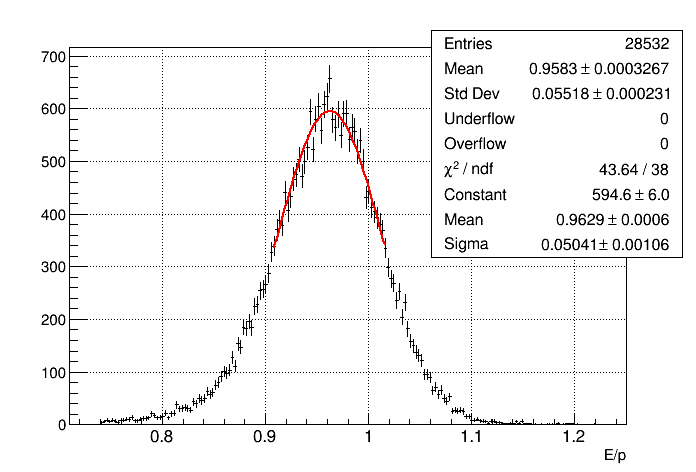 Entries 28532
Mean 0.9583 ± 0.0003267
Std Dev 0.05518 ± 0.000231
Underflow 0
Overflow 0
χ² / ndf 43.64 / 38
Constant 594.6 ± 6.0
Mean 0.9629 ± 0.0006
Sigma 0.05041 ± 0.00106
700
600
500
400
300
200
100
0
0.8 0.9 1 1.1 1.2
E/p